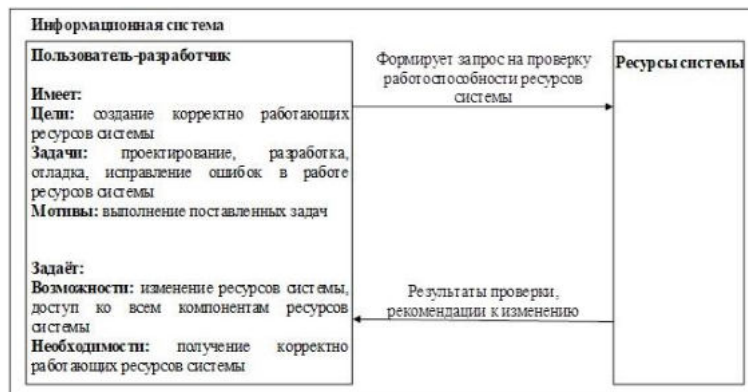 Информационная система
Пользователь-разработчик
Имеет:
Цели: создание корректно работающих
ресурсов системы
Задачи: проектирование, разработка,
отладка, исправление ошибок в работе
ресурсов системы
Мотивы: выполнение поставленных задач
Задаёт:
Возможности: изменение ресурсов системы,
доступ ко всем компонентам ресурсов
системы
Необходимости: получение корректно
работающих ресурсов системы
Формирует запрос на проверку
работоспособности ресурсов
системы
Результаты проверки,
рекомендации к изменению
Ресурсы системы